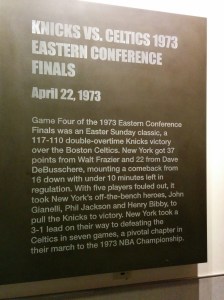 KNICKS VS. CELTICS 1973
EASTERN CONFERENCE
FINALS
April 22, 1973
Game Four of the 1973 Eastern Conference
Finals was an Easter Sunday classic, a
117-110 double-overtime Knicks victory
over the Boston Celtics. New York got 37
points from Walt Frazier and 22 from Dave
DeBusschere, mounting a comeback from
16 down with under 10 minutes left in
regulation. With five players fouled out, it
took New York's off-the-bench heroes, John
Gianelli, Phil Jackson and Henry Bibby, to
pull the Knicks to victory. New York took a
3-1 lead on their way to defeating the
Celtics in seven games, a pivotal chapter in
their march to the 1973 NBA Championship.